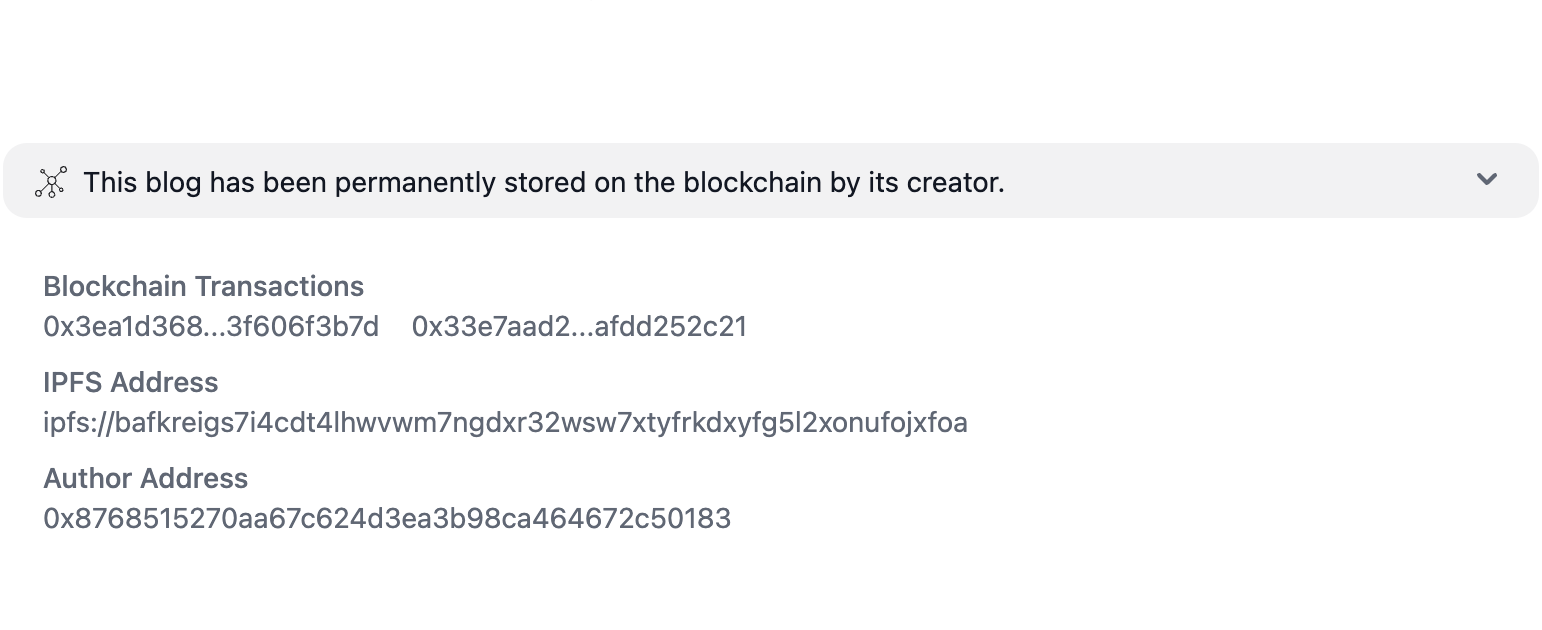 This blog has been permanently stored on the blockchain by its creator.
Blockchain Transactions
0x3ea1d368...3f606f3b7d 0x33e7aad2...afdd252c21
IPFS Address
ipfs://bafkreigs7i4cdt4lhwvwm7ngdxr32wsw7xtyfrkdxyfg5l2xonufojxfoa
Author Address
0x8768515270aa67c624d3ea3b98ca464672c50183